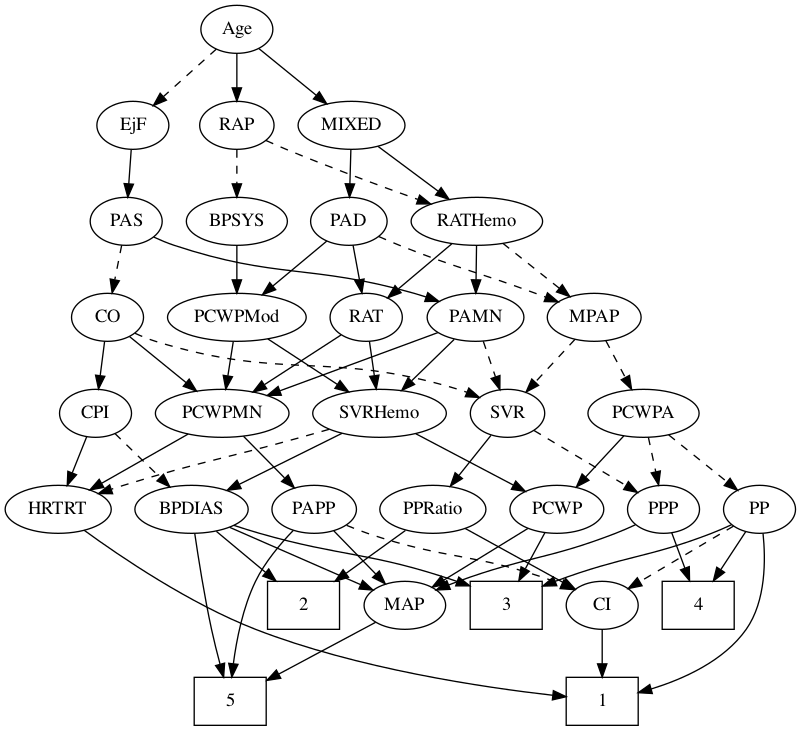 Age
EjF
RAP
MIXED
PAS
BPSYS
PAD
RATHemo
CO
PCWPMod
RAT
PAMN
MPAP
CPI
PCWPMN
SVRHemo
SVR
PCWPA
HRTRT
BPDIAS
PAPP
PPRatio
PCWP
PPP
PP
2
MAP
3
CI
4
5
1